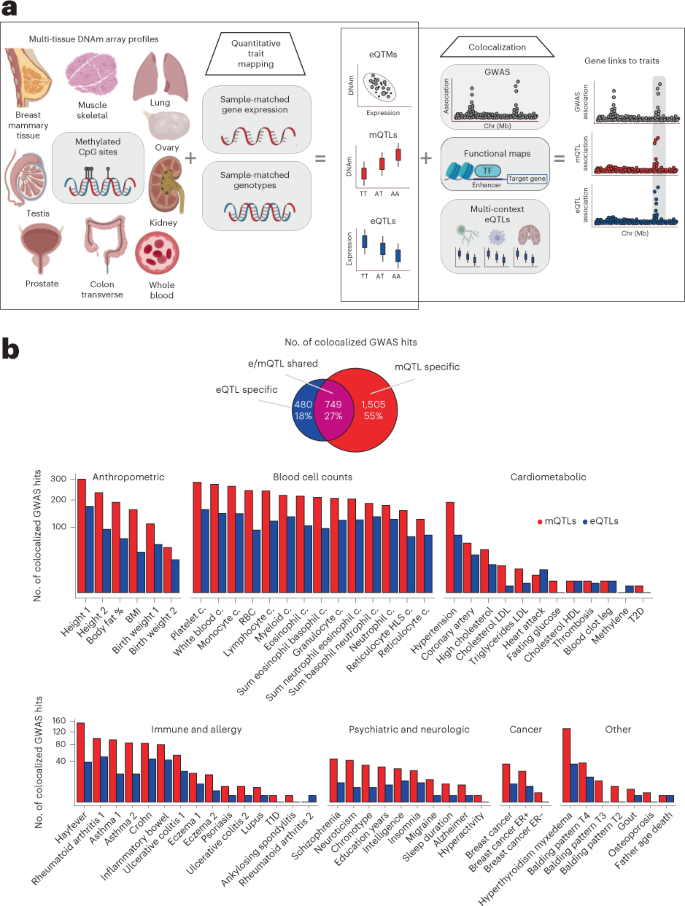 a
Multi-tissue DNAm array profiles
Breast
mammary
tissue
Muscle
skeletal
Lung
Ovary
Methylated
CpG sites
Testis
Kidney
Prostate
Colon
transverse
Whole
blood
+
Quantitative
trait
mapping
Sample-matched
gene expression
Sample-matched
genotypes
=
eQTMs
DNAm
Expression
mQTLs
DNAm
TT AT AA
eQTLs
Expression
TT AT AA
+
Colocalization
GWAS
Association
Chr (Mb)
Functional maps
TF
Enhancer
Target gene
Multi-context
eQTLs
=
Gene links to traits
GWAS
association
mQTL
association
eQTL
association
Chr (Mb)
b
No. of colocalized GWAS hits
e/mQTL shared
eQTL specific
mQTL specific
480
18%
749
27%
1,505
55%
No. of colocalized GWAS hits
300
200
100
Anthropometric
Height 1
Height 2
Body fat %
BMI
Birth weight 1
Birth weight 2
Blood cell counts
Platelet c.
White blood c.
Monocyte c.
RBC
Lymphocyte c.
Myeloid c.
Eosinophil c.
Sum eosinophil basophil c.
Granulocyte c.
Sum neutrophil eosinophil c.
Sum basophil neutrophil c.
Neutrophil c.
Reticulocyte HLS c.
Reticulocyte c.
Cardiometabolic
mQTLs
eQTLs
Hypertension
Coronary artery
High cholesterol
Cholesterol LDL
Triglycerides LDL
Heart attack
Fasting glucose
Cholesterol HDL
Thrombosis
Blood clot leg
Methylene
T2D
No. of colocalized GWAS hits
160
120
80
40
Immune and allergy
Hayfever
Rheumatoid arthritis 1
Asthma 1
Asthma 2
Crohn
Inflammatory bowel
Ulcerative colitis 1
Eczema 1
Eczema 2
Psoriasis
Ulcerative colitis 2
Lupus
T1D
Ankylosing spondylitis
Rheumatoid arthritis 2
Psychiatric and neurologic
Schizophrenia
Neuroticism
Chronotype
Education years
Intelligence
Insomnia
Migraine
Sleep duration
Alzheimer
Hyperactivity
Cancer
Breast cancer
Breast cancer ER+
Breast cancer ER−
Other
Hyperthyroidism myxedema
Balding pattern T4
Balding pattern T3
Balding pattern T2
Gout
Osteoporosis
Father age death